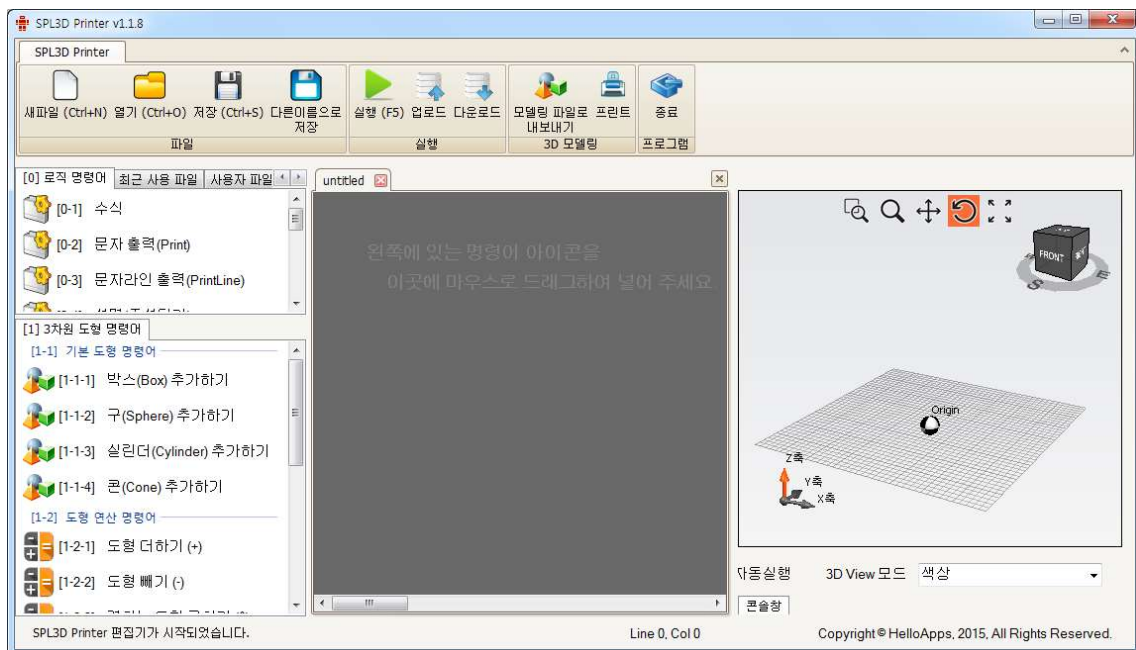 SPL3D Printer v1.1.8
SPL3D Printer
새파일 (Ctrl+N) 열기 (Ctrl+O) 저장 (Ctrl+S) 다른이름으로 저장
파일
실행 (F5) 업로드 다운로드
실행
모델링 파일로 내보내기 프린트
3D 모델링
종료
프로그램
[0] 로직 명령어 최근 사용 파일 사용자 파일
[0-1] 수식
[0-2] 문자 출력(Print)
[0-3] 문자라인 출력(PrintLine)
[1] 3차원 도형 명령어
[1-1] 기본 도형 명령어
[1-1-1] 박스(Box) 추가하기
[1-1-2] 구(Sphere) 추가하기
[1-1-3] 실린더(Cylinder) 추가하기
[1-1-4] 콘(Cone) 추가하기
[1-2] 도형 연산 명령어
[1-2-1] 도형 더하기 (+)
[1-2-2] 도형 빼기 (-)
untitled
왼쪽에 있는 명령어 아이콘을
이곳에 마우스로 드래그하여 넣어 주세요.
FRONT
S
E
Origin
Z축
Y축
X축
자동실행 3D View 모드 색상
콘솔창
SPL3D Printer 편집기가 시작되었습니다.
Line 0, Col 0
Copyright© HelloApps, 2015, All Rights Reserved.